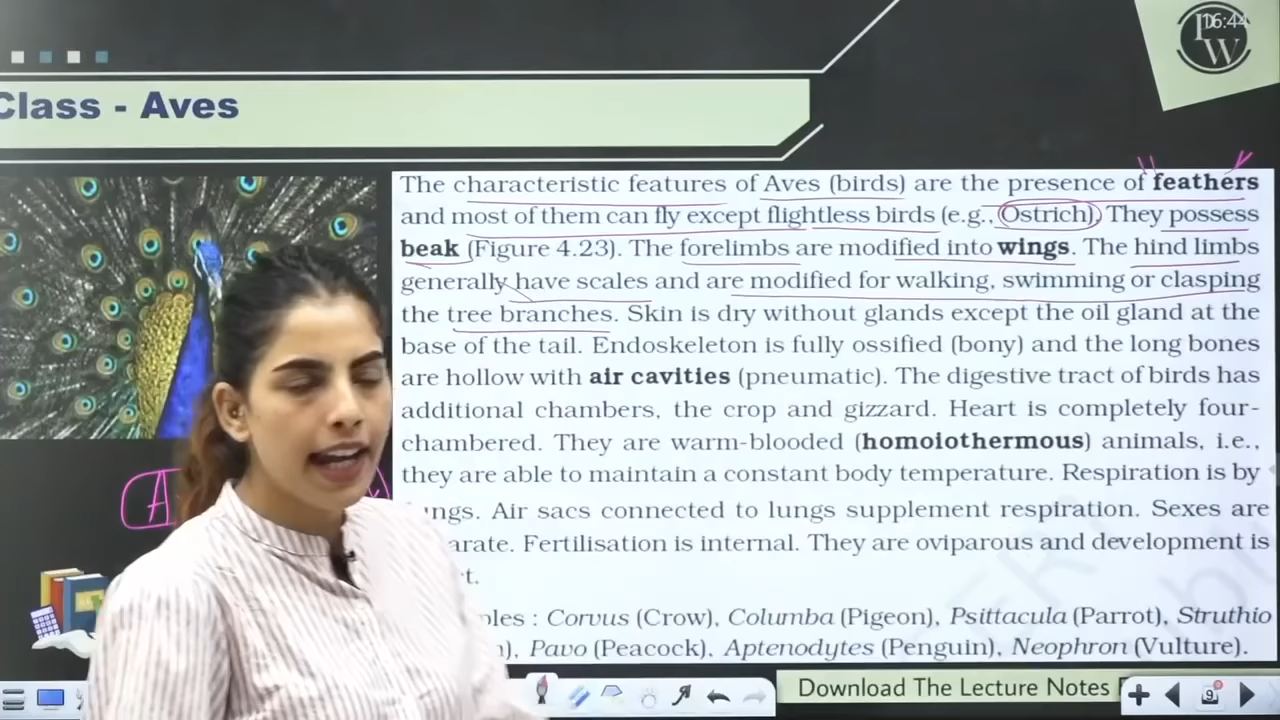 16:44
PW
Class - Aves
The characteristic features of Aves (birds) are the presence of feathers
and most of them can fly except flightless birds (e.g., Ostrich). They possess
beak (Figure 4.23). The forelimbs are modified into wings. The hind limbs
generally have scales and are modified for walking, swimming or clasping
the tree branches. Skin is dry without glands except the oil gland at the
base of the tail. Endoskeleton is fully ossified (bony) and the long bones
are hollow with air cavities (pneumatic). The digestive tract of birds has
additional chambers, the crop and gizzard. Heart is completely four-
chambered. They are warm-blooded (homoiothermous) animals, i.e.,
they are able to maintain a constant body temperature. Respiration is by
ungs. Air sacs connected to lungs supplement respiration. Sexes are
arate. Fertilisation is internal. They are oviparous and development is
t.
ples : Corvus (Crow), Columba (Pigeon), Psittacula (Parrot), Struthio
), Pavo (Peacock), Aptenodytes (Penguin), Neophron (Vulture).
A
Download The Lecture Notes
9